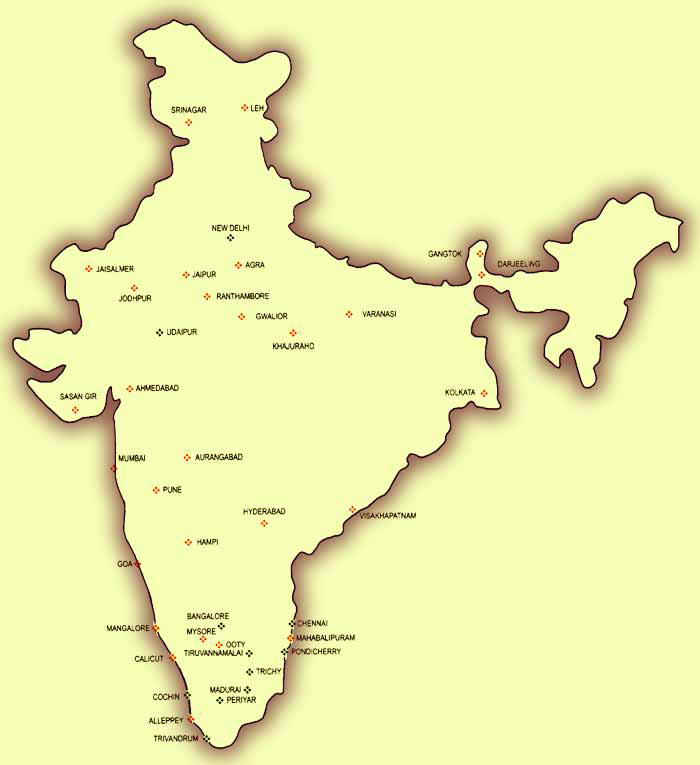 SRINAGAR
LEH
NEW DELHI
GANGTOK
DARJEELING
JAISALMER
JAIPUR
AGRA
JODHPUR
RANTHAMBORE
GWALIOR
VARANASI
UDAIPUR
KHAJURAHO
SASAN GIR
AHMEDABAD
KOLKATA
MUMBAI
AURANGABAD
PUNE
HYDERABAD
VISAKHAPATNAM
HAMPI
GOA
BANGALORE
CHENNAI
MANGALORE
MYSORE
MAHABALIPURAM
OOTY
TIRUVANNAMALAI
PONDICHERRY
CALICUT
TRICHY
COCHIN
MADURAI
PERIYAR
ALLEPPEY
TRIVANDRUM